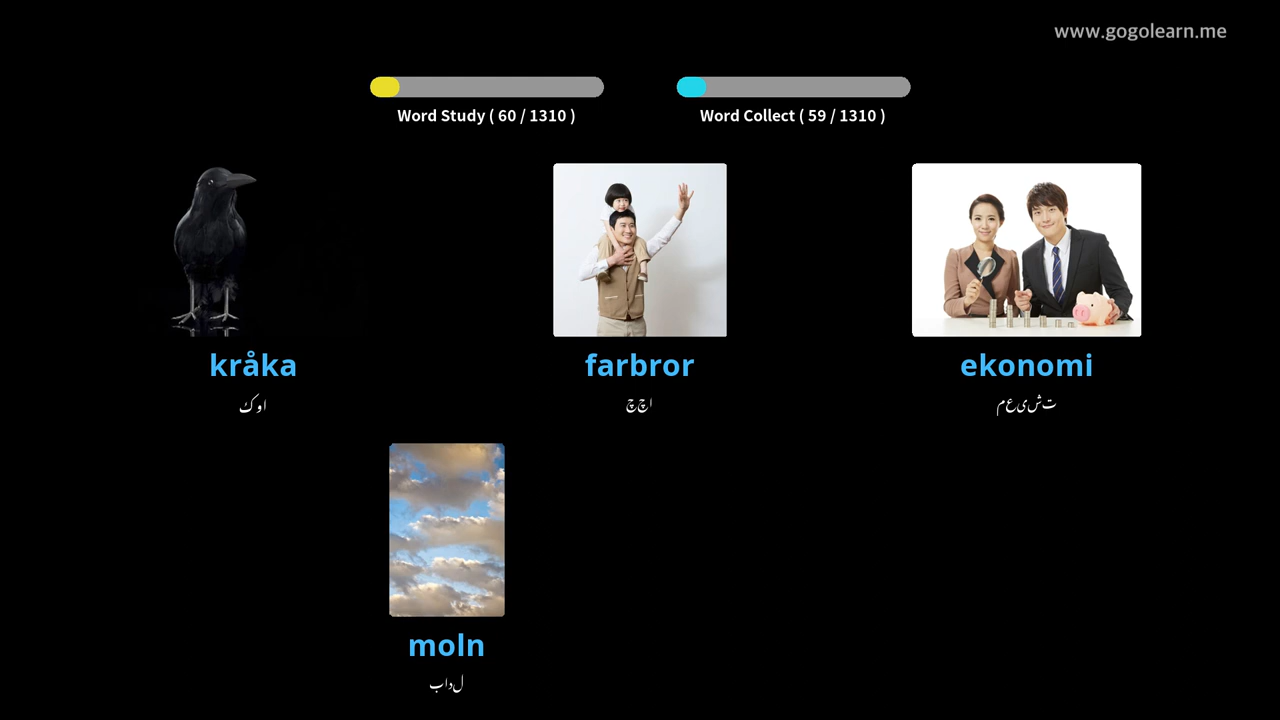 www.gogolearn.me
Word Study ( 60 / 1310 )
Word Collect ( 59 / 1310 )
kråka
اوک
farbror
اچچ
ekonomi
تشیعم
moln
لداب